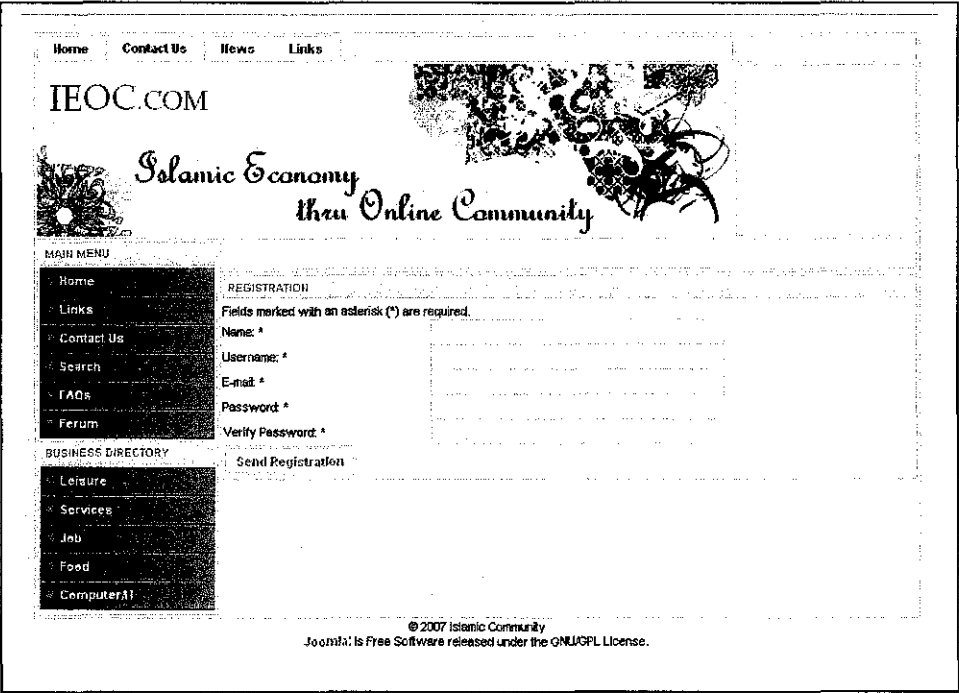 Home Contact Us News Links
IEOC.COM
Islamic Economy
thru Online Community
MAIN MENU
Home
Links
Contact Us
Search
FAQs
Forum
REGISTRATION
Fields marked with an asterisk (*) are required.
Name: *
Username: *
E-mail: *
Password: *
Verify Password: *
Send Registration
BUSINESS DIRECTORY
Leisure
Services
Job
Food
© 2007 Islamic Community
Joomla! is Free Software released under the GNU/GPL License.